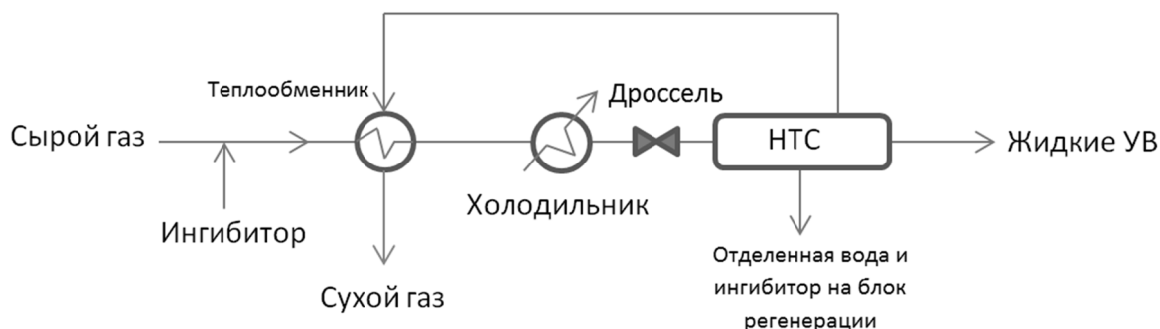 Теплообменник
Дроссель
Сырой газ
НТС
Жидкие УВ
Холодильник
Ингибитор
Отделенная вода и
ингибитор на блок
регенерации
Сухой газ